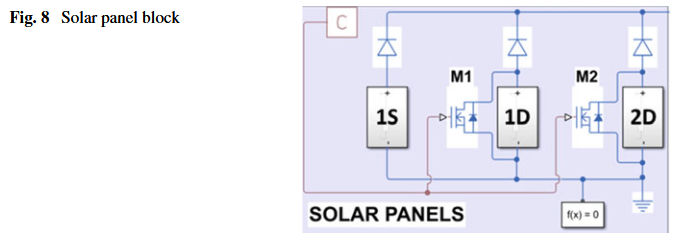 Fig. 8 Solar panel block
C
M1
M2
1S
1D
2D
SOLAR PANELS
f(x) = 0